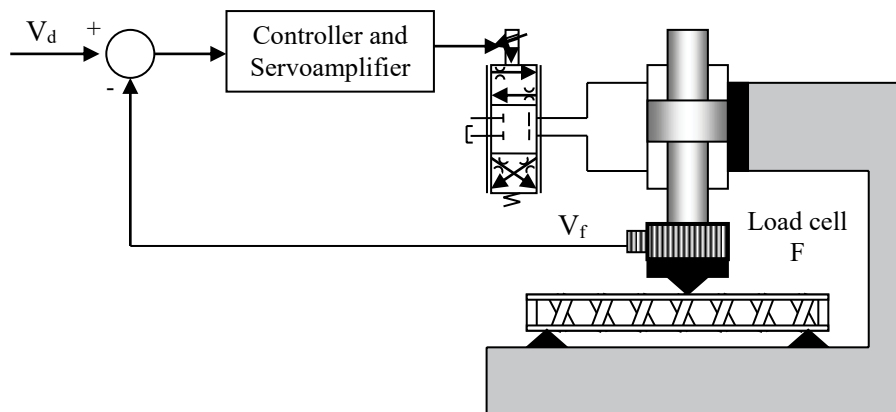 V_d
+
-
Controller and
Servoamplifier
V_f
Load cell
F